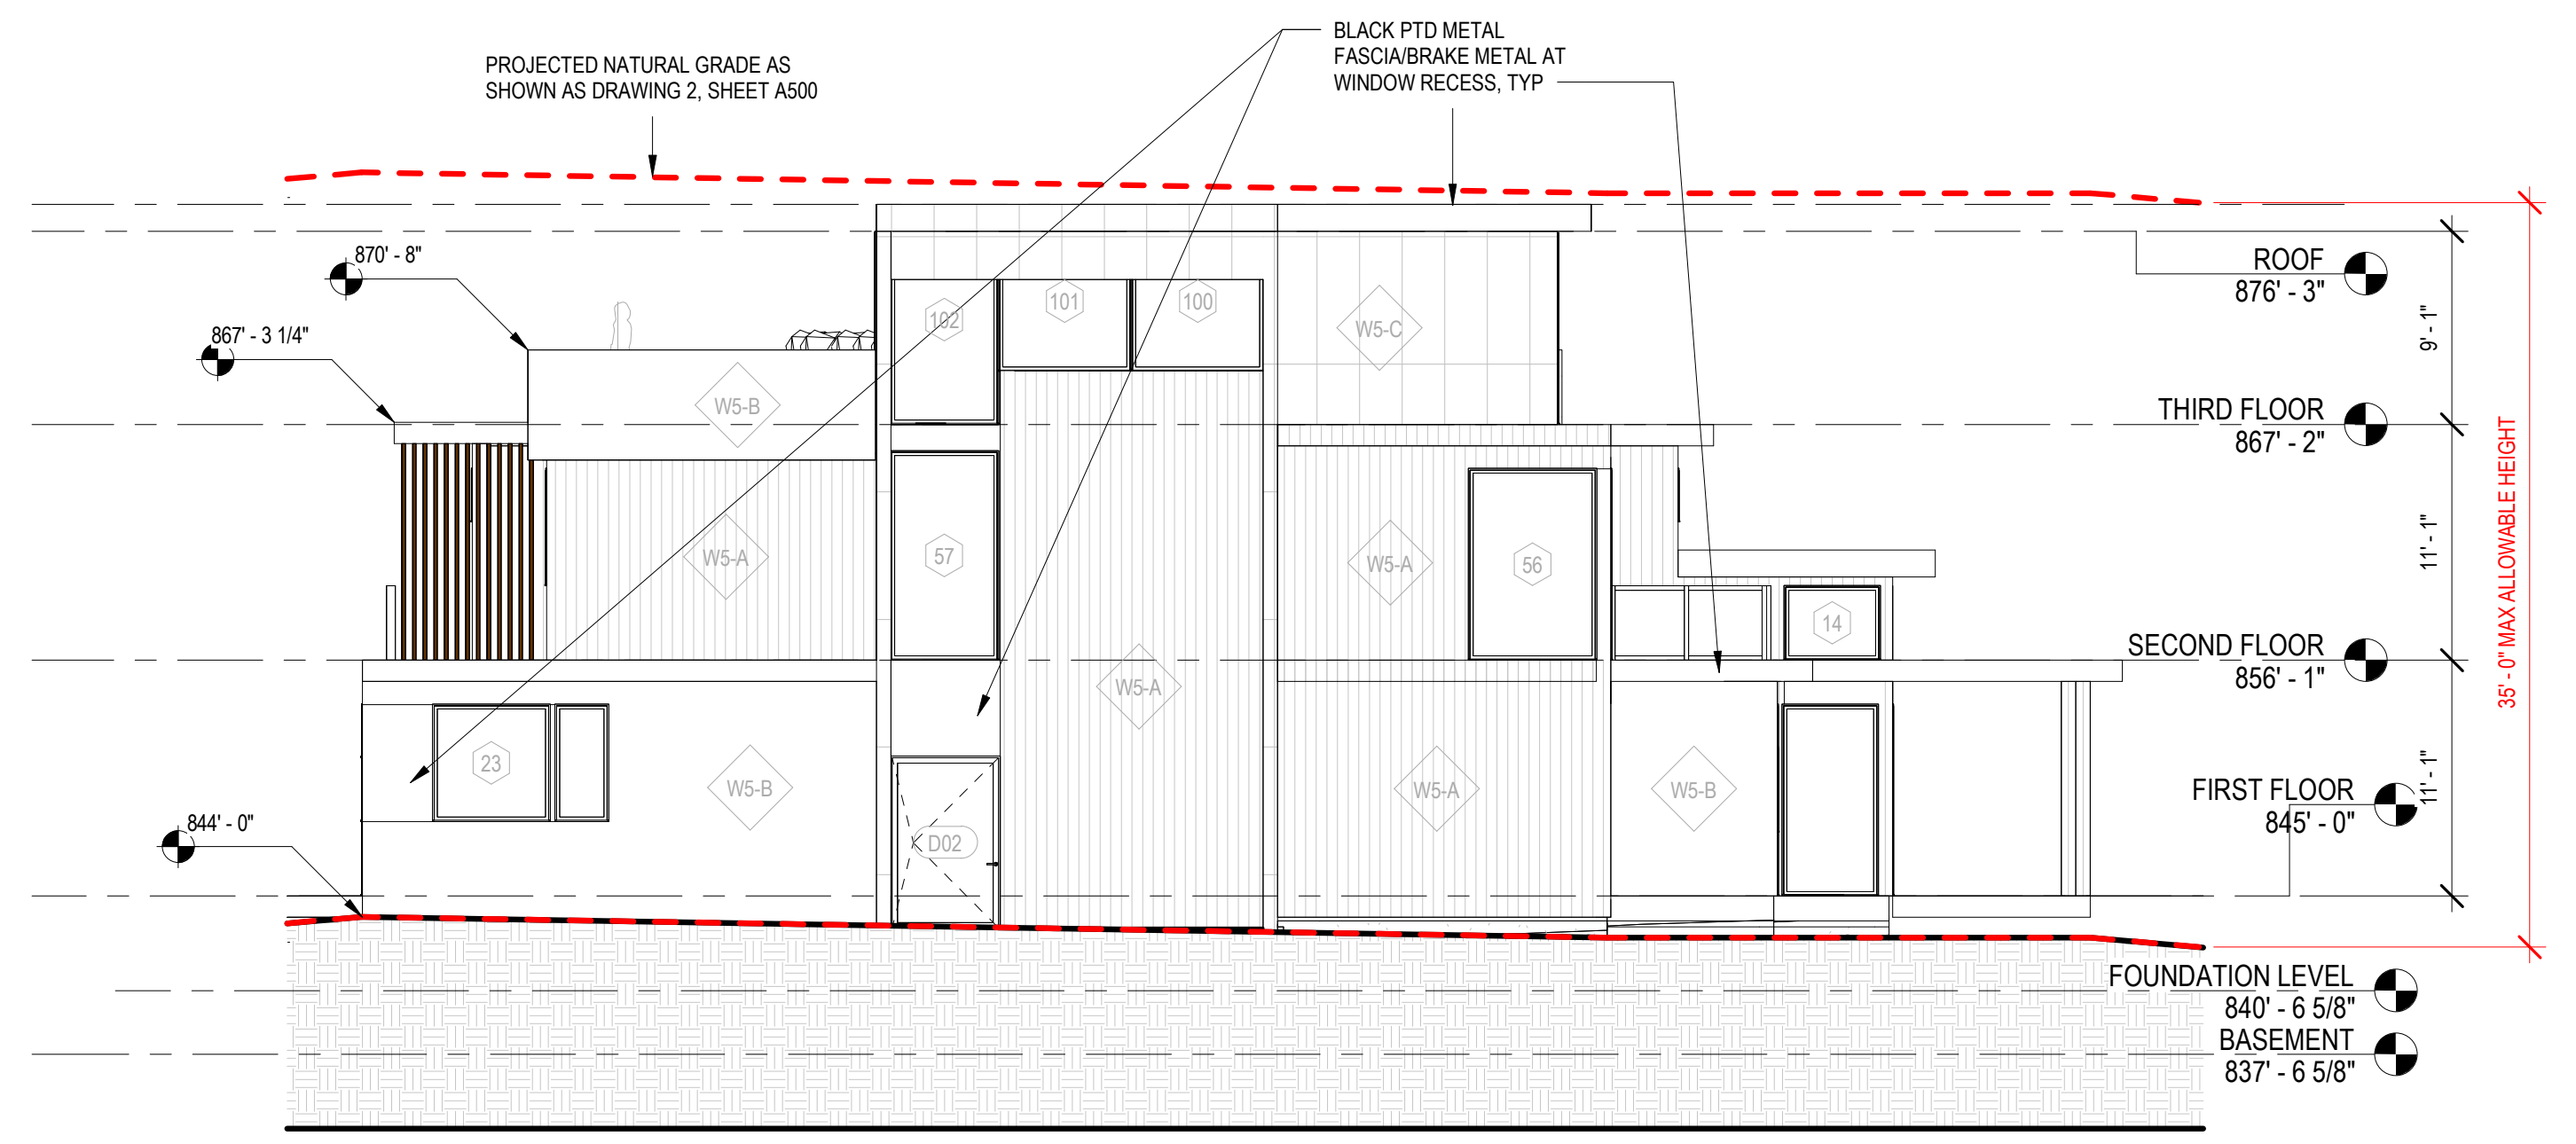 BLACK PTD METAL
FASCIA/BRAKE METAL AT
WINDOW RECESS, TYP
PROJECTED NATURAL GRADE AS
SHOWN AS DRAWING 2, SHEET A500
870' - 8"
867' - 3 1/4"
844' - 0"
102
101
100
W5-C
W5-B
W5-A
57
W5-A
56
14
W5-A
23
W5-B
D02
W5-A
W5-B
ROOF
876' - 3"
9' - 1"
THIRD FLOOR
867' - 2"
11' - 1"
SECOND FLOOR
856' - 1"
11' - 1"
FIRST FLOOR
845' - 0"
35' - 0" MAX ALLOWABLE HEIGHT
FOUNDATION LEVEL
840' - 6 5/8"
BASEMENT
837' - 6 5/8"